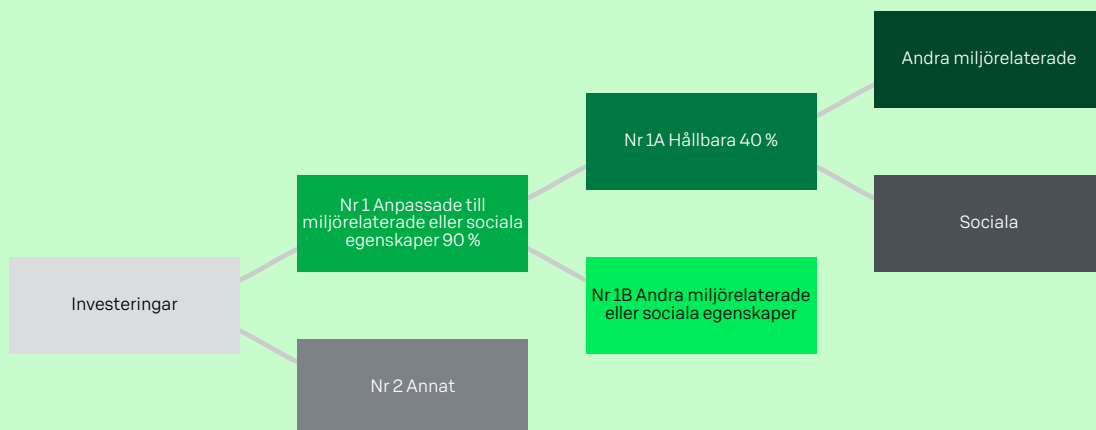 Andra miljörelaterade
Nr 1A Hållbara 40 %
Nr 1 Anpassade till
miljörelaterade eller sociala
egenskaper 90 %
Sociala
Investeringar
Nr 1B Andra miljörelaterade
eller sociala egenskaper
Nr 2 Annat